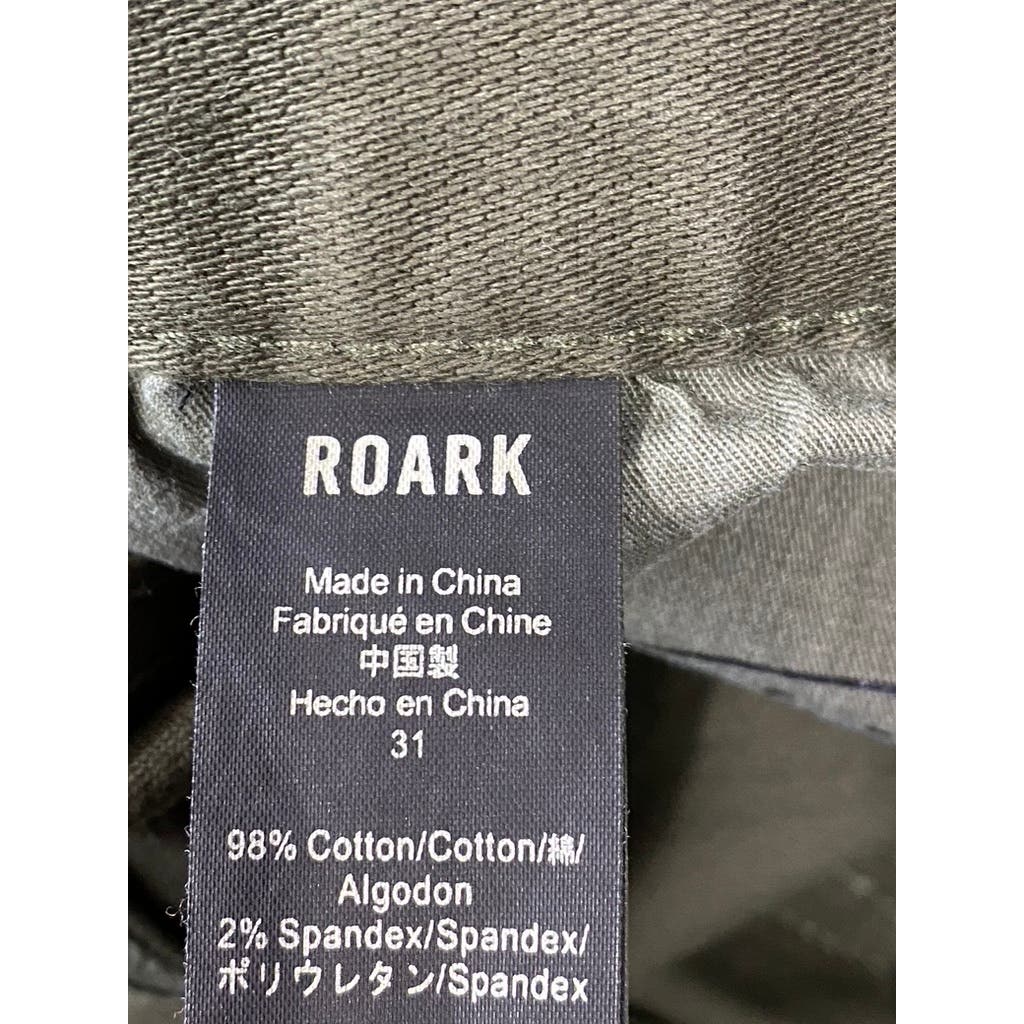 ROARK
Made in China
Fabriqué en Chine
中国製
Hecho en China
31
98% Cotton/Cotton/綿/
Algodon
2% Spandex/Spandex/
ポリウレタン/Spandex